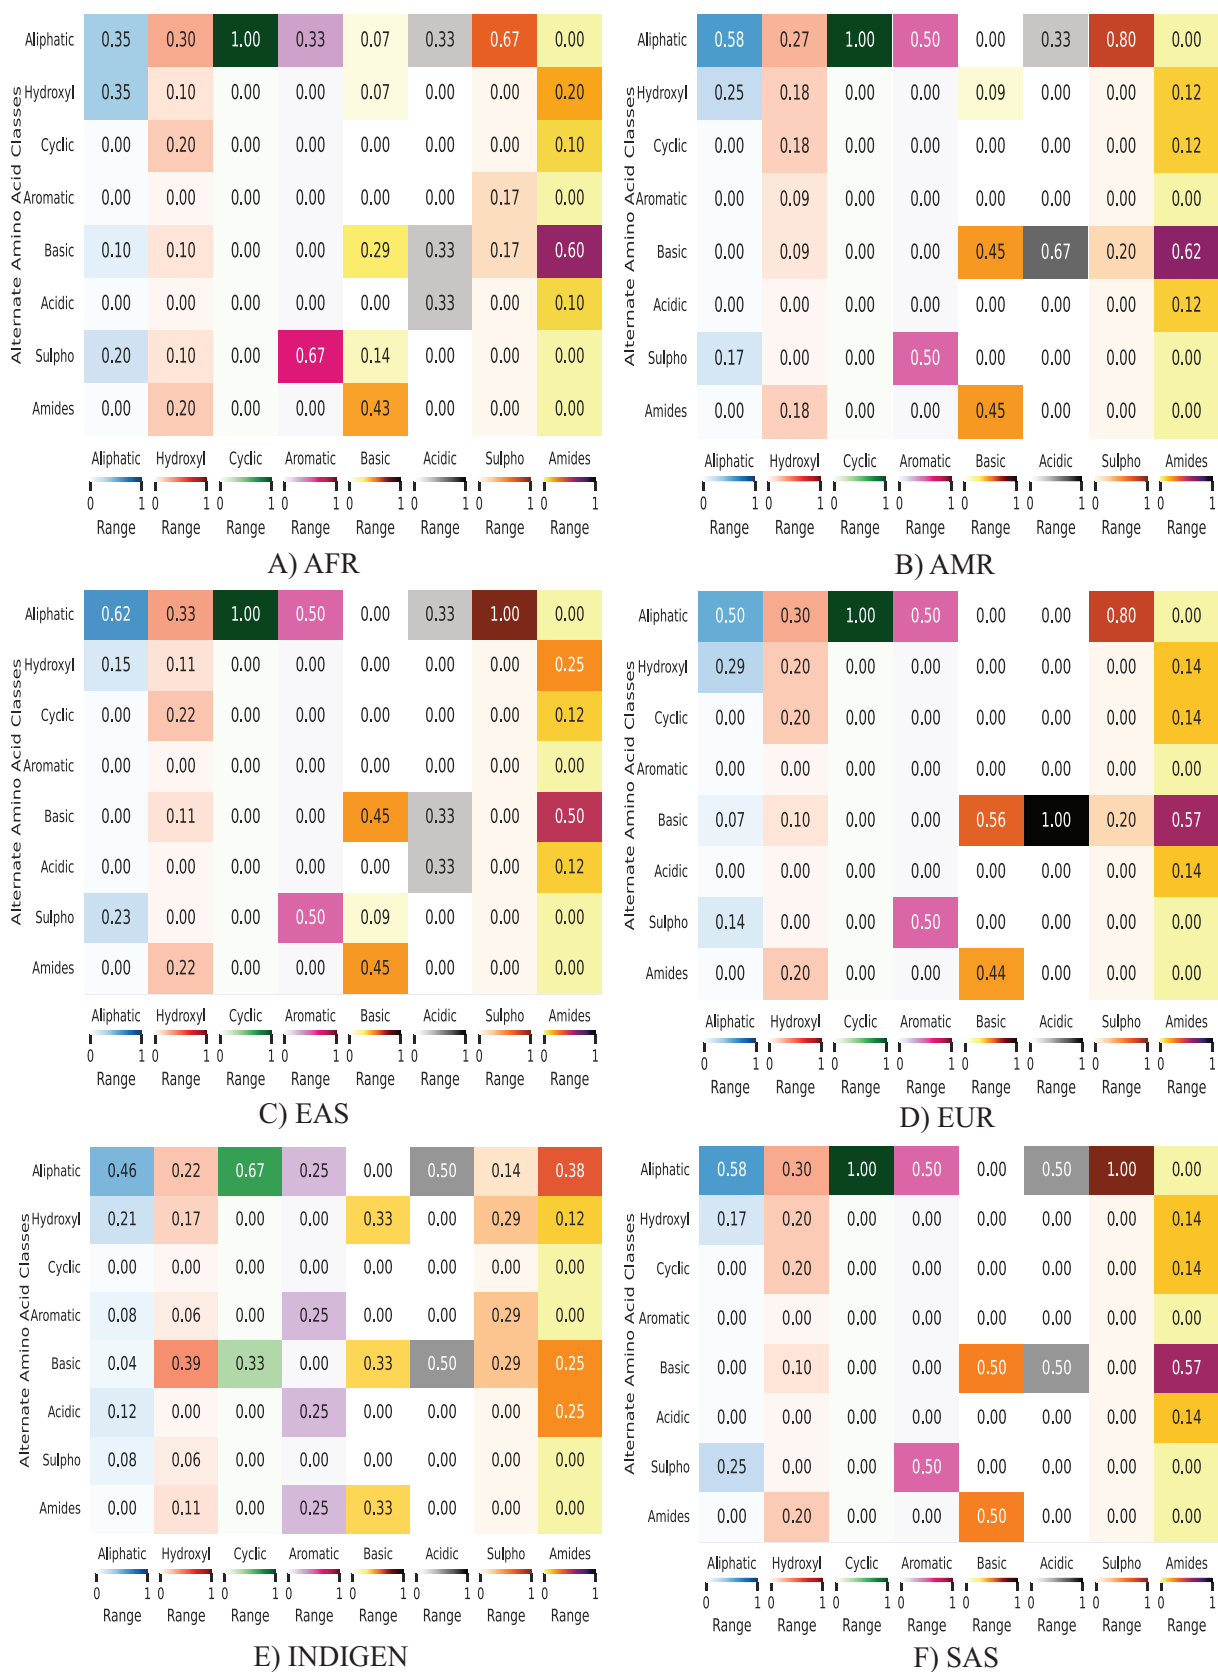 Alternate Amino Acid Classes
Aliphatic 0.35 0.30 1.00 0.33 0.07 0.33 0.67 0.00
Hydroxyl 0.35 0.10 0.00 0.00 0.07 0.00 0.00 0.20
Cyclic 0.00 0.20 0.00 0.00 0.00 0.00 0.00 0.10
Aromatic 0.00 0.00 0.00 0.00 0.00 0.00 0.17 0.00
Basic 0.10 0.10 0.00 0.00 0.29 0.33 0.17 0.60
Acidic 0.00 0.00 0.00 0.00 0.00 0.33 0.00 0.10
Sulpho 0.20 0.10 0.00 0.67 0.14 0.00 0.00 0.00
Amides 0.00 0.20 0.00 0.00 0.43 0.00 0.00 0.00
Aliphatic Hydroxyl Cyclic Aromatic Basic Acidic Sulpho Amides
0 1 0 1 0 1 0 1 0 1 0 1 0 1 0 1
Range Range Range Range Range Range Range Range
A) AFR
Alternate Amino Acid Classes
Aliphatic 0.58 0.27 1.00 0.50 0.00 0.33 0.80 0.00
Hydroxyl 0.25 0.18 0.00 0.00 0.09 0.00 0.00 0.12
Cyclic 0.00 0.18 0.00 0.00 0.00 0.00 0.00 0.12
Aromatic 0.00 0.09 0.00 0.00 0.00 0.00 0.00 0.00
Basic 0.00 0.09 0.00 0.00 0.45 0.67 0.20 0.62
Acidic 0.00 0.00 0.00 0.00 0.00 0.00 0.00 0.12
Sulpho 0.17 0.00 0.00 0.50 0.00 0.00 0.00 0.00
Amides 0.00 0.18 0.00 0.00 0.45 0.00 0.00 0.00
Aliphatic Hydroxyl Cyclic Aromatic Basic Acidic Sulpho Amides
0 1 0 1 0 1 0 1 0 1 0 1 0 1 0 1
Range Range Range Range Range Range Range Range
B) AMR
Alternate Amino Acid Classes
Aliphatic 0.62 0.33 1.00 0.50 0.00 0.33 1.00 0.00
Hydroxyl 0.15 0.11 0.00 0.00 0.00 0.00 0.00 0.25
Cyclic 0.00 0.22 0.00 0.00 0.00 0.00 0.00 0.12
Aromatic 0.00 0.00 0.00 0.00 0.00 0.00 0.00 0.00
Basic 0.00 0.11 0.00 0.00 0.45 0.33 0.00 0.50
Acidic 0.00 0.00 0.00 0.00 0.00 0.33 0.00 0.12
Sulpho 0.23 0.00 0.00 0.50 0.09 0.00 0.00 0.00
Amides 0.00 0.22 0.00 0.00 0.45 0.00 0.00 0.00
Aliphatic Hydroxyl Cyclic Aromatic Basic Acidic Sulpho Amides
0 1 0 1 0 1 0 1 0 1 0 1 0 1 0 1
Range Range Range Range Range Range Range Range
C) EAS
Alternate Amino Acid Classes
Aliphatic 0.50 0.30 1.00 0.50 0.00 0.00 0.80 0.00
Hydroxyl 0.29 0.20 0.00 0.00 0.00 0.00 0.00 0.14
Cyclic 0.00 0.20 0.00 0.00 0.00 0.00 0.00 0.14
Aromatic 0.00 0.00 0.00 0.00 0.00 0.00 0.00 0.00
Basic 0.07 0.10 0.00 0.00 0.56 1.00 0.20 0.57
Acidic 0.00 0.00 0.00 0.00 0.00 0.00 0.00 0.14
Sulpho 0.14 0.00 0.00 0.50 0.00 0.00 0.00 0.00
Amides 0.00 0.20 0.00 0.00 0.44 0.00 0.00 0.00
Aliphatic Hydroxyl Cyclic Aromatic Basic Acidic Sulpho Amides
0 1 0 1 0 1 0 1 0 1 0 1 0 1 0 1
Range Range Range Range Range Range Range Range
D) EUR
Alternate Amino Acid Classes
Aliphatic 0.46 0.22 0.67 0.25 0.00 0.50 0.14 0.38
Hydroxyl 0.21 0.17 0.00 0.00 0.33 0.00 0.29 0.12
Cyclic 0.00 0.00 0.00 0.00 0.00 0.00 0.00 0.00
Aromatic 0.08 0.06 0.00 0.25 0.00 0.00 0.29 0.00
Basic 0.04 0.39 0.33 0.00 0.33 0.50 0.29 0.25
Acidic 0.12 0.00 0.00 0.25 0.00 0.00 0.00 0.25
Sulpho 0.08 0.06 0.00 0.00 0.00 0.00 0.00 0.00
Amides 0.00 0.11 0.00 0.25 0.33 0.00 0.00 0.00
Aliphatic Hydroxyl Cyclic Aromatic Basic Acidic Sulpho Amides
0 1 0 1 0 1 0 1 0 1 0 1 0 1 0 1
Range Range Range Range Range Range Range Range
E) INDIGEN
Alternate Amino Acid Classes
Aliphatic 0.58 0.30 1.00 0.50 0.00 0.50 1.00 0.00
Hydroxyl 0.17 0.20 0.00 0.00 0.00 0.00 0.00 0.14
Cyclic 0.00 0.20 0.00 0.00 0.00 0.00 0.00 0.14
Aromatic 0.00 0.00 0.00 0.00 0.00 0.00 0.00 0.00
Basic 0.00 0.10 0.00 0.00 0.50 0.50 0.00 0.57
Acidic 0.00 0.00 0.00 0.00 0.00 0.00 0.00 0.14
Sulpho 0.25 0.00 0.00 0.50 0.00 0.00 0.00 0.00
Amides 0.00 0.20 0.00 0.00 0.50 0.00 0.00 0.00
Aliphatic Hydroxyl Cyclic Aromatic Basic Acidic Sulpho Amides
0 1 0 1 0 1 0 1 0 1 0 1 0 1 0 1
Range Range Range Range Range Range Range Range
F) SAS